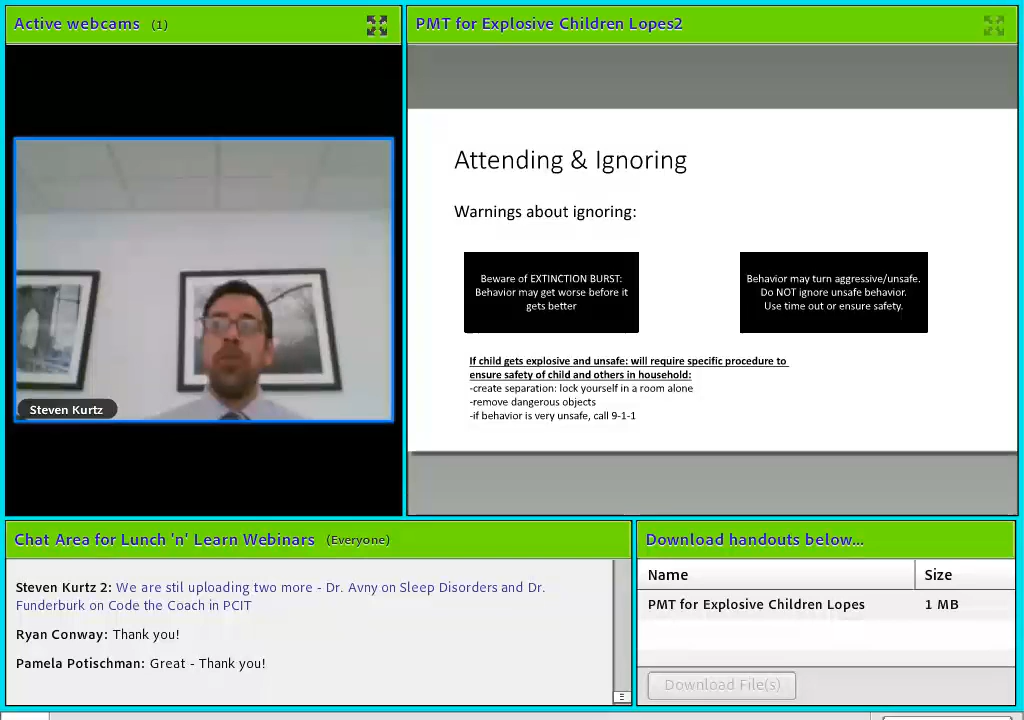 Active webcams (1)
PMT for Explosive Children Lopes2
Steven Kurtz
Attending & Ignoring
Warnings about ignoring:
Beware of EXTINCTION BURST:
Behavior may get worse before it
gets better
Behavior may turn aggressive/unsafe.
Do NOT ignore unsafe behavior.
Use time out or ensure safety.
If child gets explosive and unsafe: will require specific procedure to
ensure safety of child and others in household:
-create separation: lock yourself in a room alone
-remove dangerous objects
-if behavior is very unsafe, call 9-1-1
Chat Area for Lunch 'n' Learn Webinars (Everyone)
Steven Kurtz 2: We are stil uploading two more - Dr. Avny on Sleep Disorders and Dr.
Funderburk on Code the Coach in PCIT
Ryan Conway: Thank you!
Pamela Potischman: Great - Thank you!
Download handouts below...
Name Size
PMT for Explosive Children Lopes 1 MB
Download File(s)